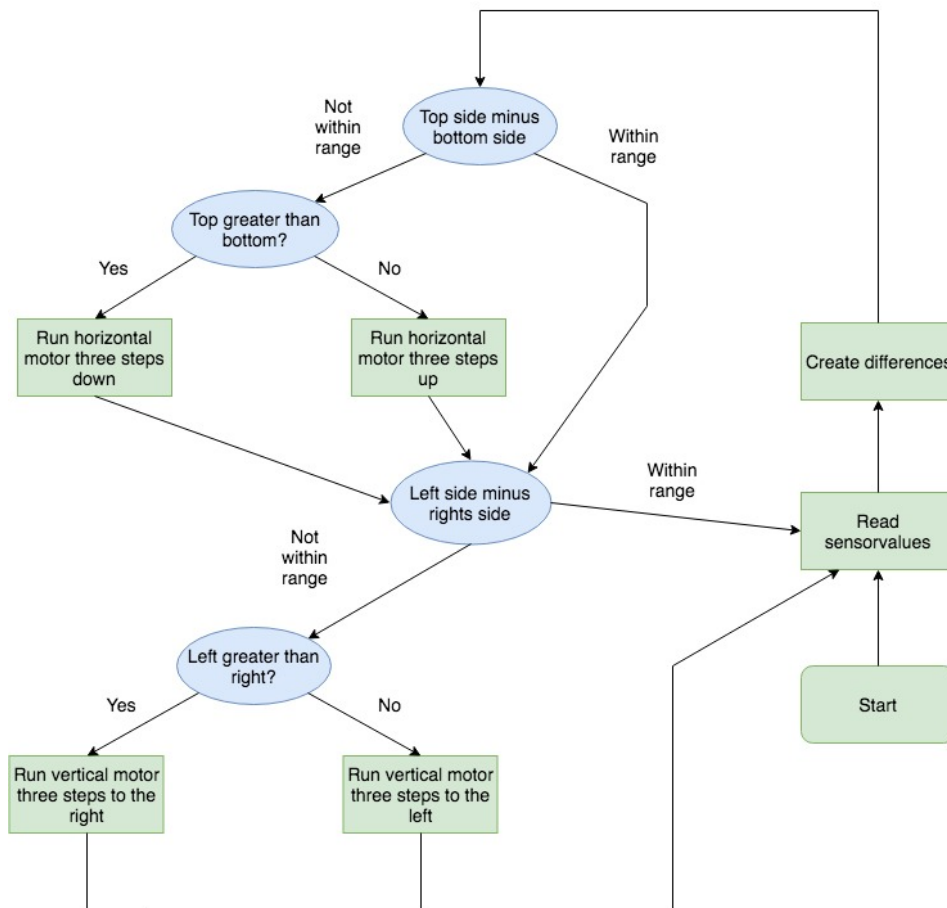 Top side minus
bottom side
Not
within
range
Within
range
Top greater than
bottom?
Yes
No
Run horizontal
motor three steps
down
Run horizontal
motor three steps
up
Create differences
Left side minus
rights side
Within
range
Read
sensorvalues
Not
within
range
Left greater than
right?
Yes
No
Start
Run vertical motor
three steps to the
right
Run vertical motor
three steps to the
left